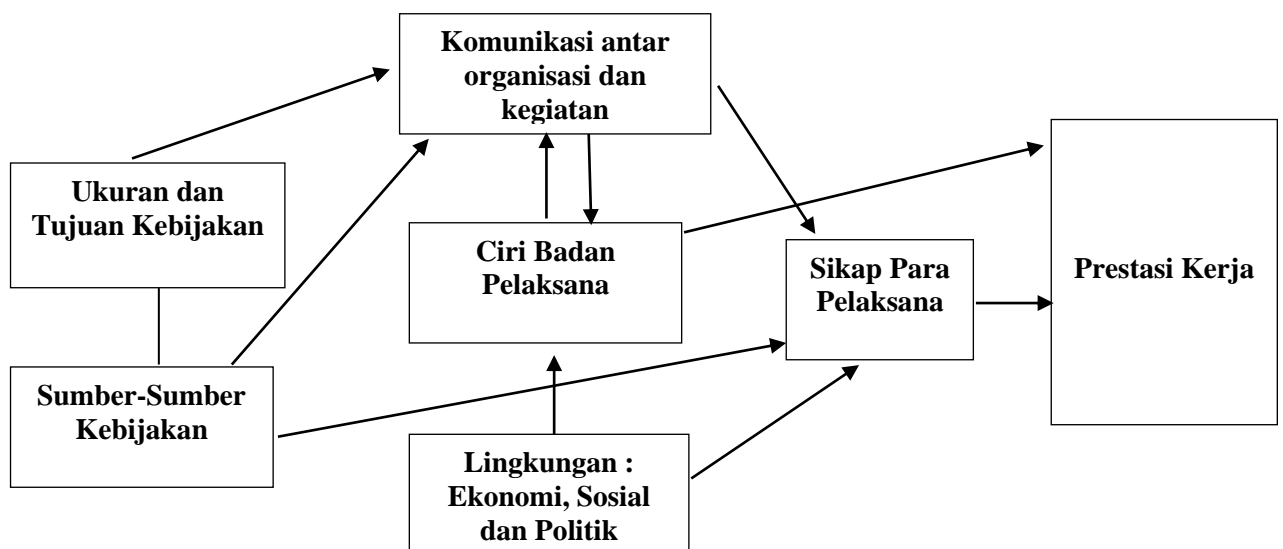 Komunikasi antar
organisasi dan
kegiatan
Ukuran dan
Tujuan Kebijakan
Ciri Badan
Pelaksana
Sikap Para
Pelaksana
Prestasi Kerja
Sumber-Sumber
Kebijakan
Lingkungan :
Ekonomi, Sosial
dan Politik